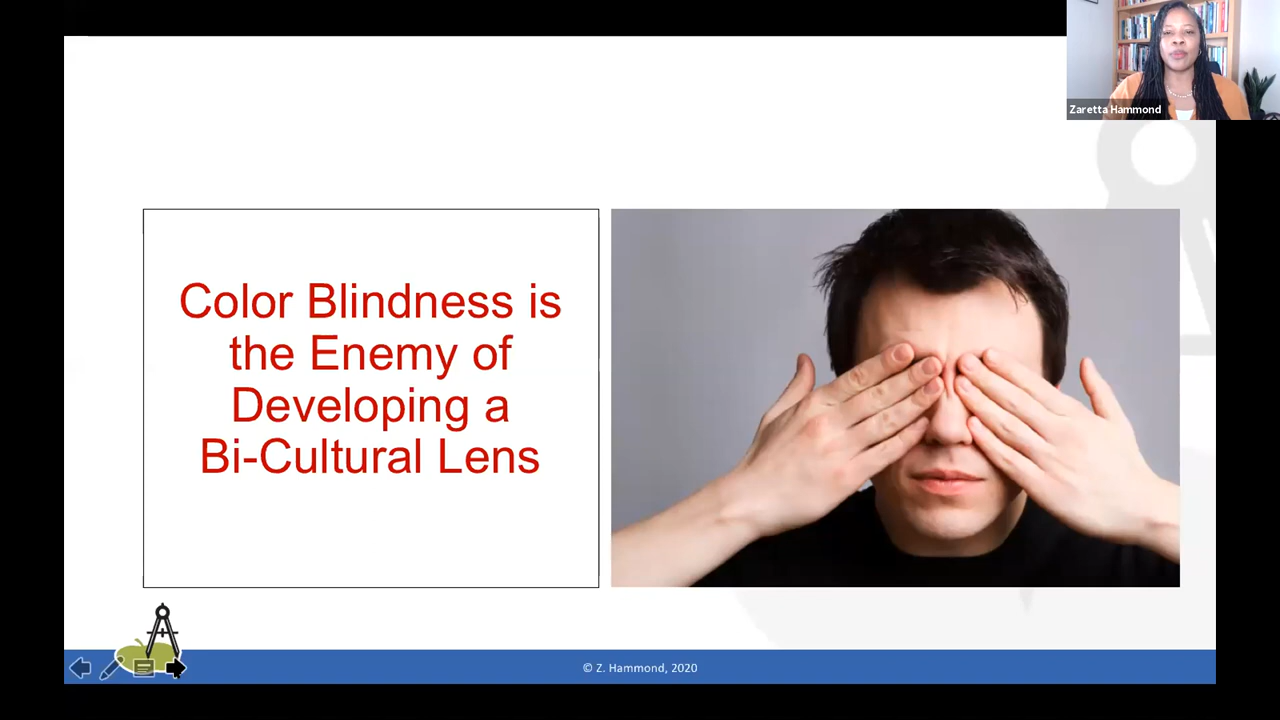 Zaretta Hammond
Color Blindness is
the Enemy of
Developing a
Bi-Cultural Lens
© Z. Hammond, 2020